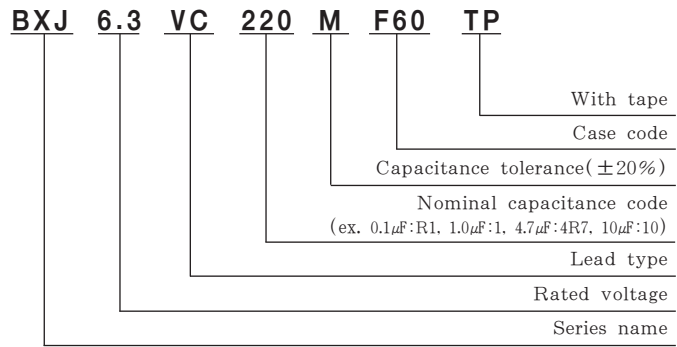 BXJ 6.3 VC 220 M F60 TP
With tape
Case code
Capacitance tolerance(±20%)
Nominal capacitance code
(ex. 0.1μF:R1, 1.0μF:1, 4.7μF:4R7, 10μF:10)
Lead type
Rated voltage
Series name